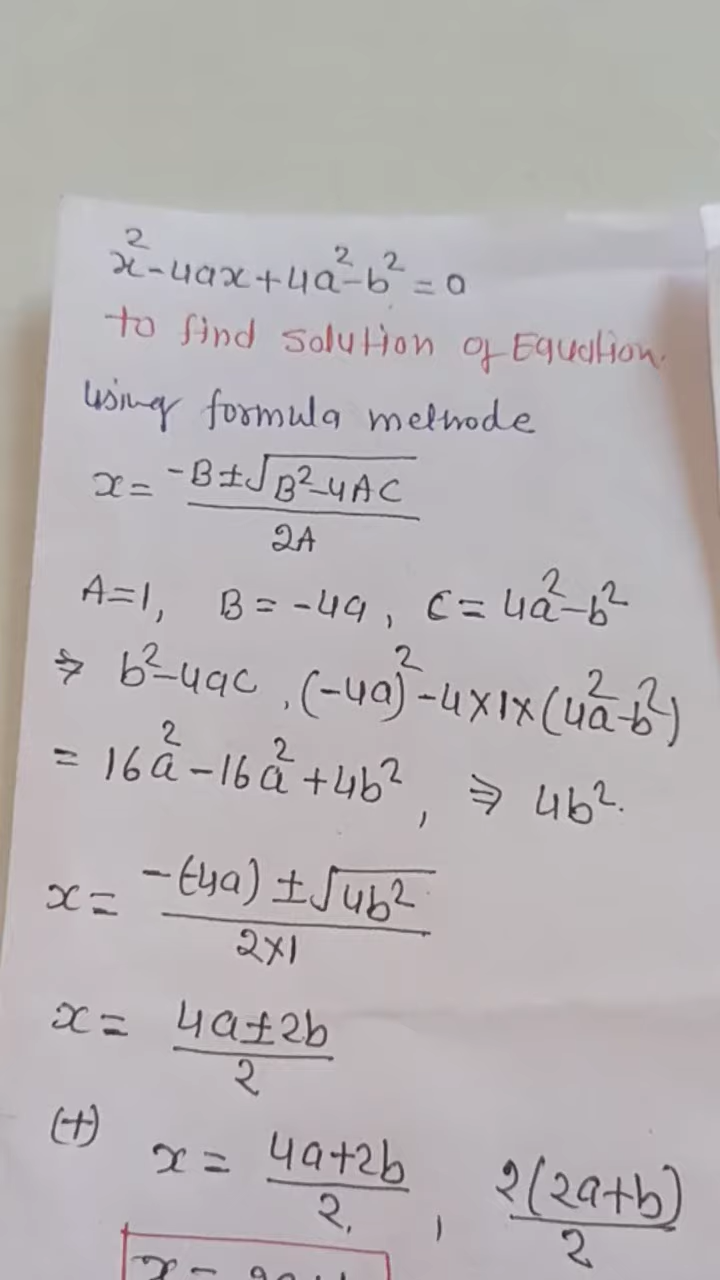 x² - 4ax + 4a² - b² = 0
to find solution of Equation.
using formula methode
x = -B ± √B² - 4AC / 2A
A = 1, B = -4a, C = 4a² - b²
⇒ b² - 4ac, (-4a)² - 4 × 1 × (4a² - b²)
= 16a² - 16a² + 4b², ⇒ 4b².
x = -(-4a) ± √4b² / 2×1
x = 4a ± 2b / 2
(+) x = 4a + 2b / 2, 2(2a + b) / 2